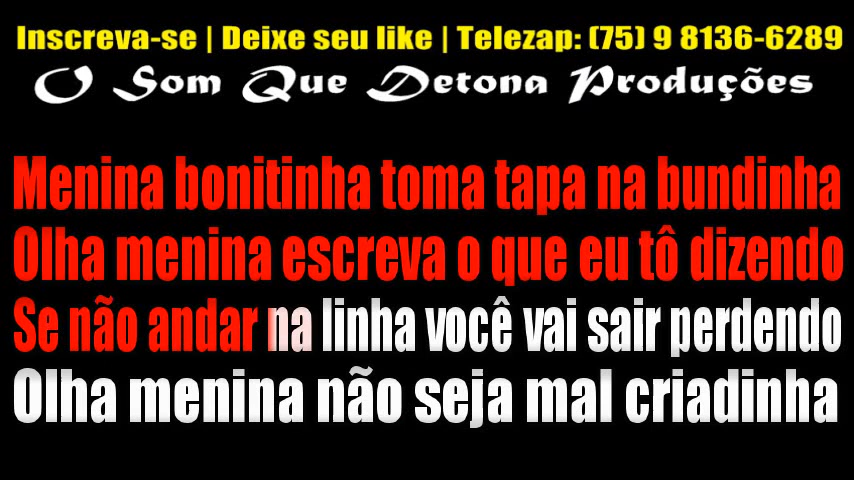 Inscreva-se | Deixe seu like | Telezap: (75) 9 8136-6289
O Som Que Detona Produções
Menina bonitinha toma tapa na bundinha
Olha menina escreva o que eu tô dizendo
Se não andar na linha você vai sair perdendo
Olha menina não seja mal criadinha